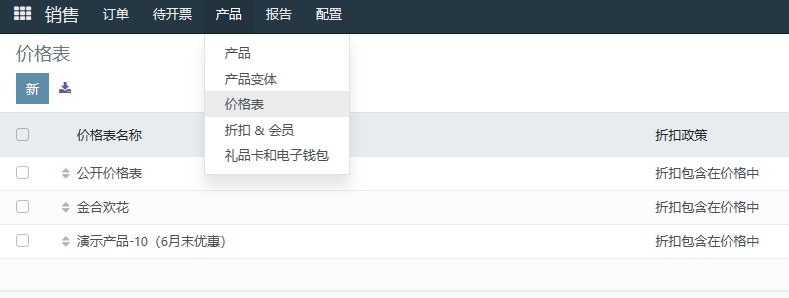 销售 订单 待开票 产品 报告 配置
价格表
产品
新
产品变体
价格表
折扣 & 会员
礼品卡和电子钱包
价格表名称 折扣政策
公开价格表 折扣包含在价格中
金合欢花 折扣包含在价格中
演示产品-10（6月末优惠） 折扣包含在价格中